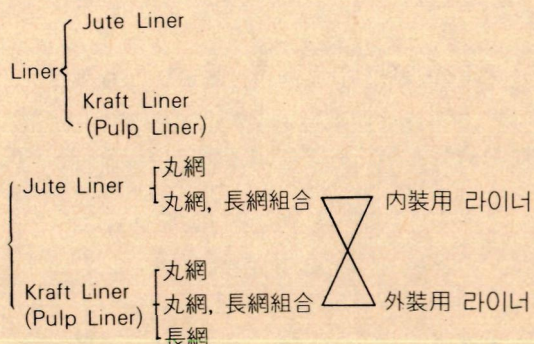 Jute Liner
Liner
Kraft Liner
(Pulp Liner)
Jute Liner
丸網
丸網, 長網組合
內裝用 라이너
Kraft Liner
(Pulp Liner)
丸網
丸網, 長網組合
外裝用 라이너
長網